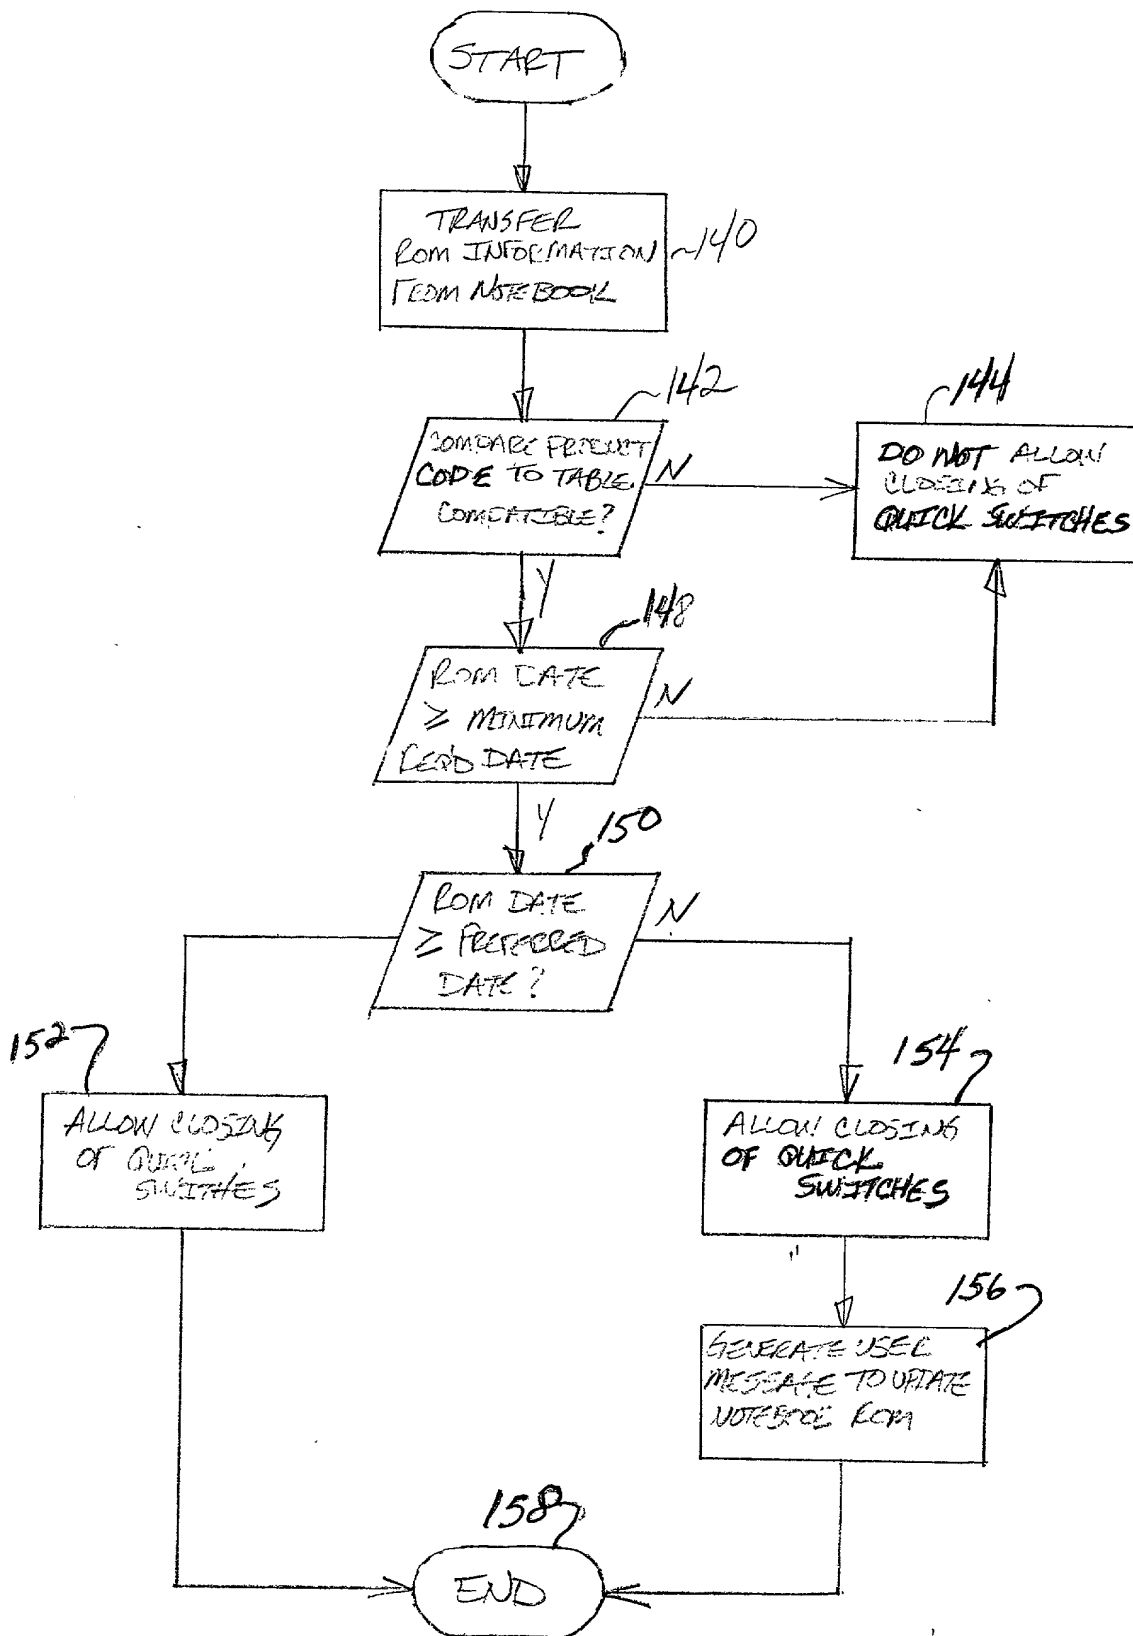 START
TRANSFER
ROM INFORMATION
FROM NOTEBOOK
140
142
COMPARE PRODUCT
CODE TO TABLE.
COMPATIBLE?
N
144
DO NOT ALLOW
CLOSING OF
QUICK SWITCHES
Y
148
ROM DATE
≥ MINIMUM
REQ'D DATE
N
Y
150
ROM DATE
≥ PREFERRED
DATE?
N
152
ALLOW CLOSING
OF QUICK
SWITHES
154
ALLOW CLOSING
OF QUICK
SWITCHES
156
GENERATE USER
MESSAGE TO UPDATE
NOTEBOOK ROM
158
END